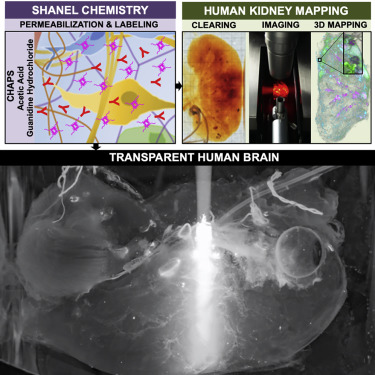 SHANEL CHEMISTRY
PERMEABILIZATION & LABELING
CHAPS
Acetic Acid
Guanidine Hydrochloride
HUMAN KIDNEY MAPPING
CLEARING
IMAGING
3D MAPPING
TRANSPARENT HUMAN BRAIN